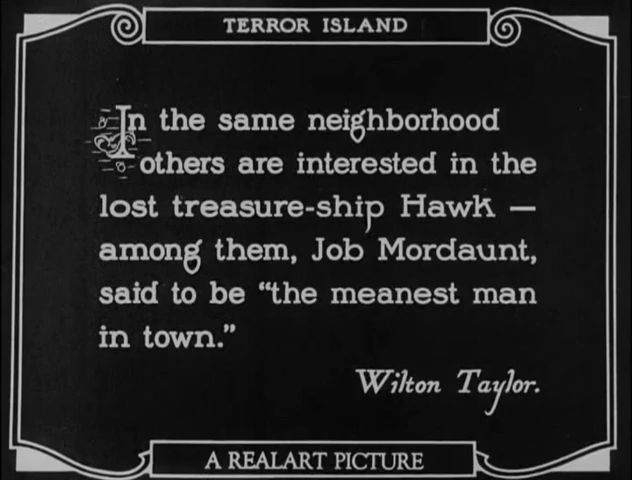 TERROR ISLAND
In the same neighborhood
others are interested in the
lost treasure-ship Hawk —
among them, Job Mordaunt,
said to be “the meanest man
in town.”
Wilton Taylor.
A REALART PICTURE